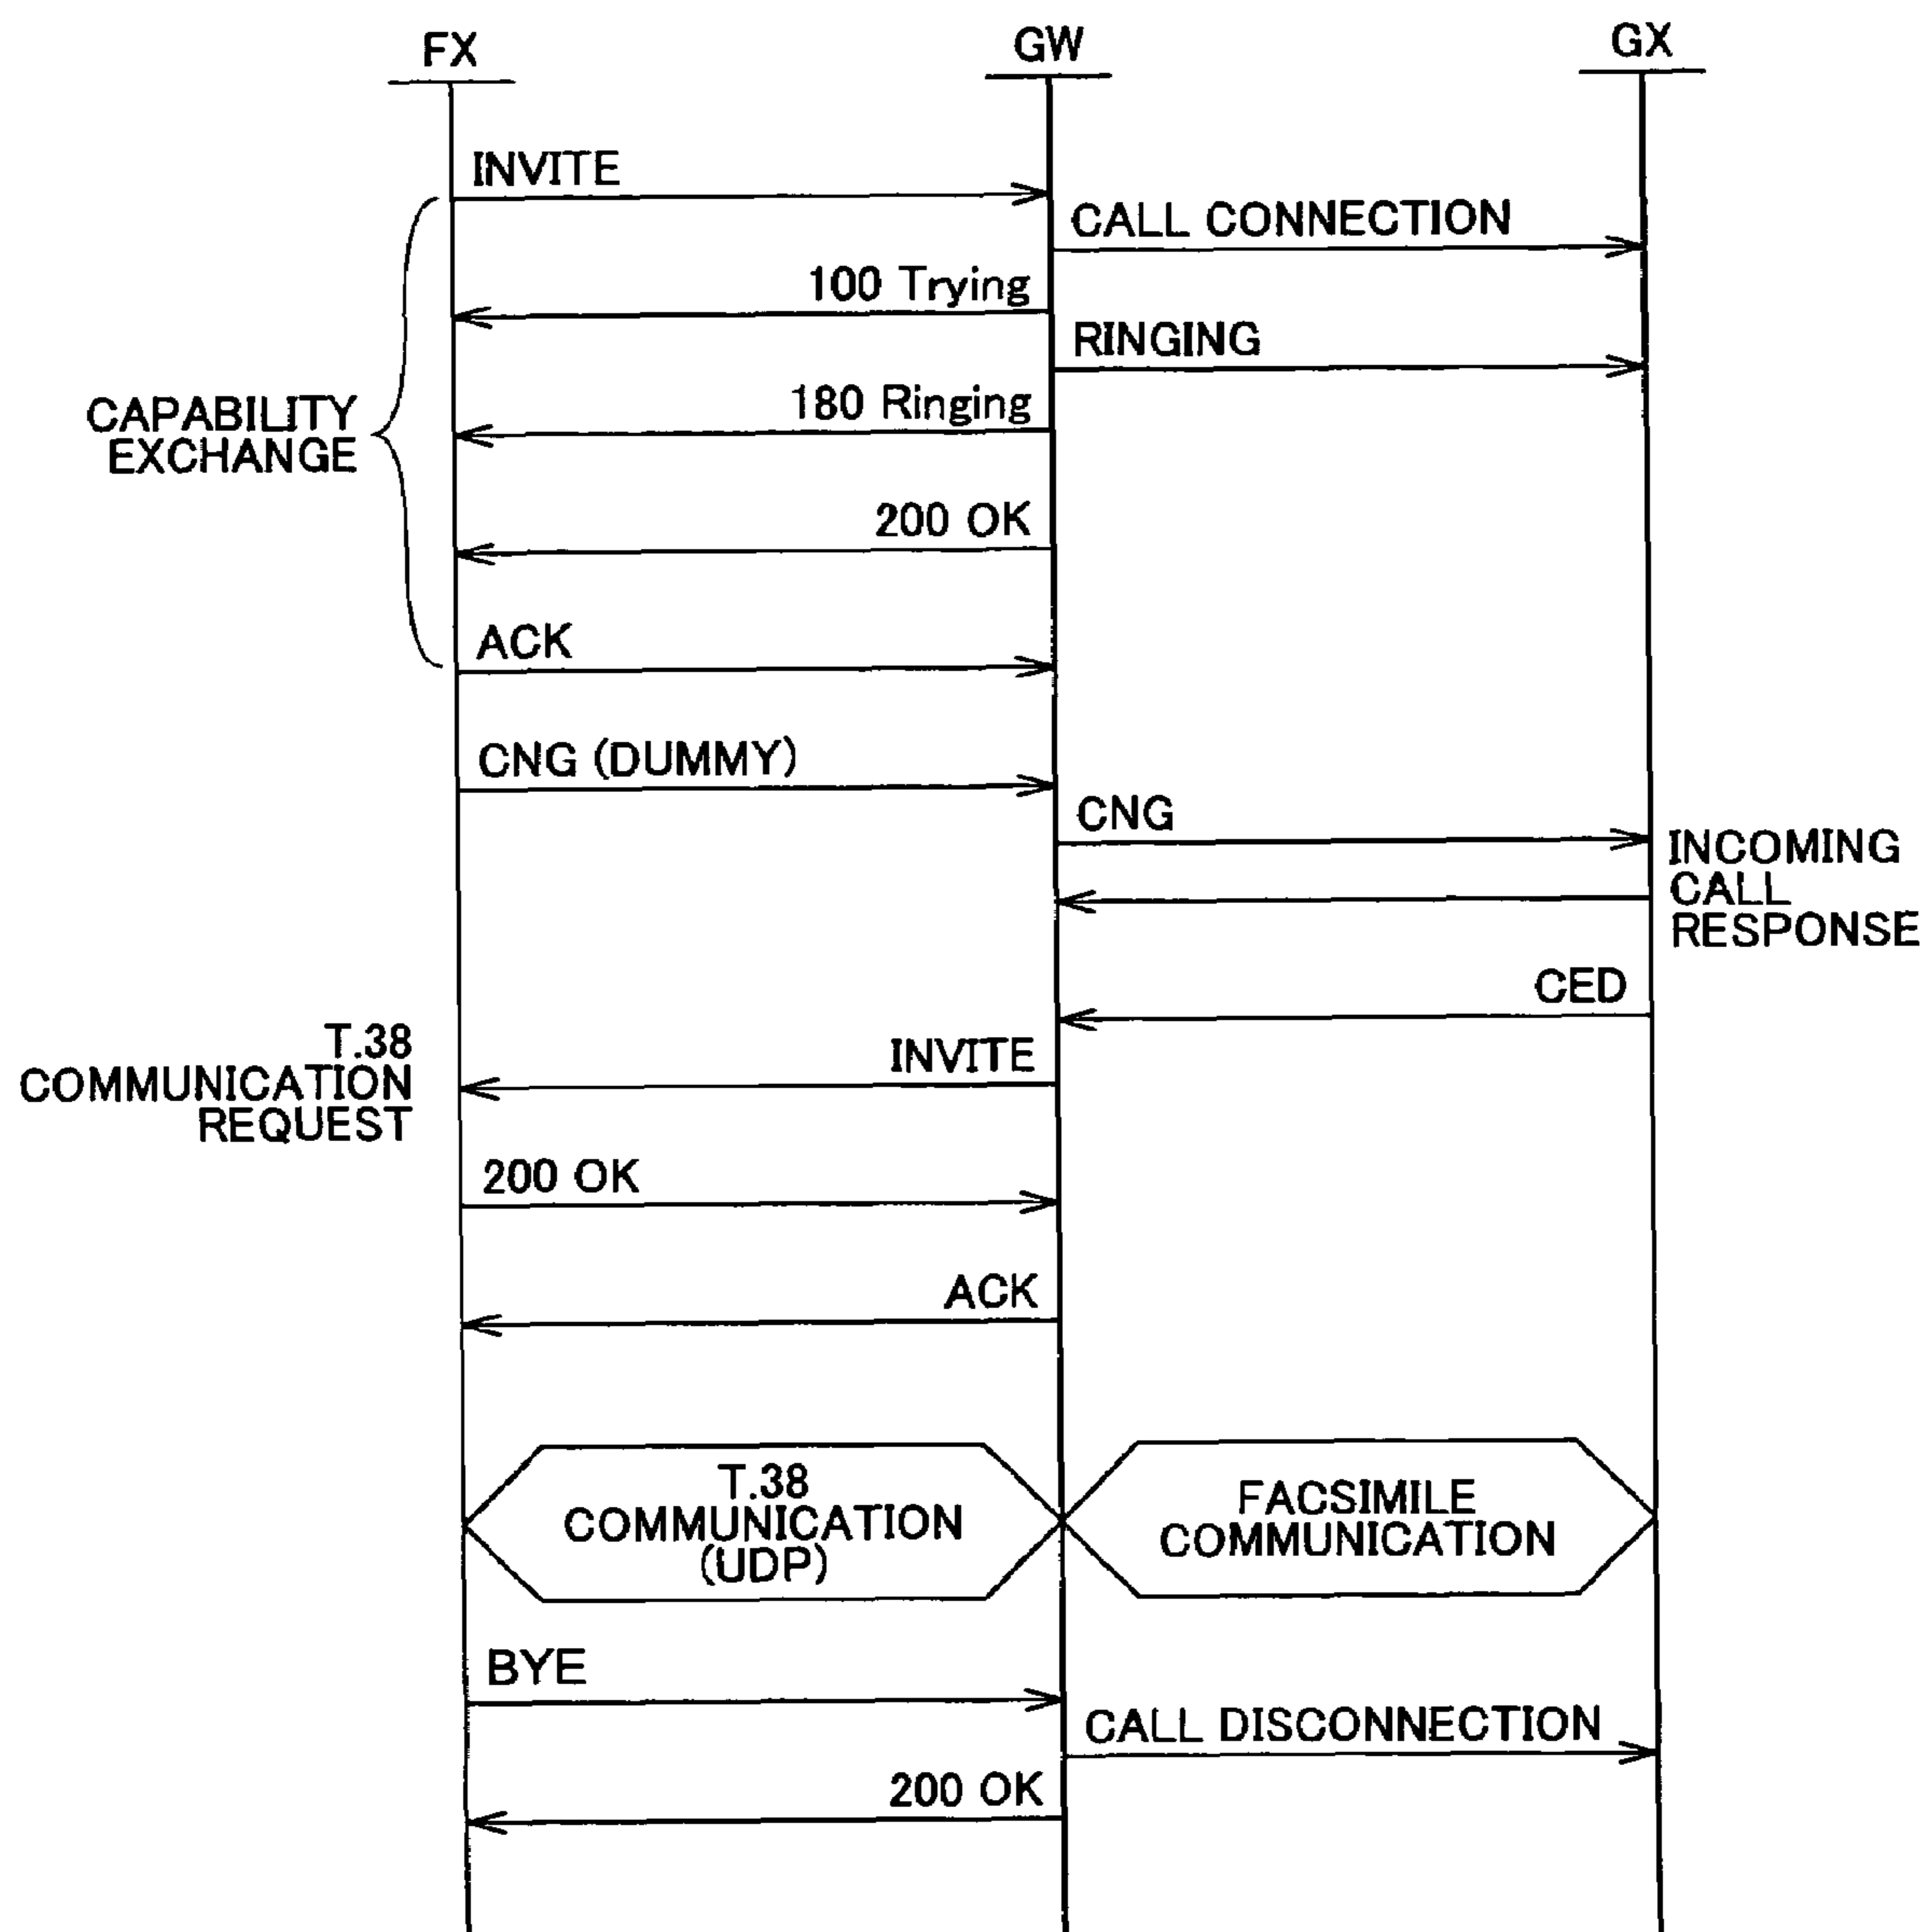 FX
GW
GX
INVITE
CALL CONNECTION
100 Trying
RINGING
180 Ringing
CAPABILITY
EXCHANGE
200 OK
ACK
CNG (DUMMY)
CNG
INCOMING
CALL
RESPONSE
CED
T.38
COMMUNICATION
REQUEST
INVITE
200 OK
ACK
T.38
COMMUNICATION
(UDP)
FACSIMILE
COMMUNICATION
BYE
CALL DISCONNECTION
200 OK